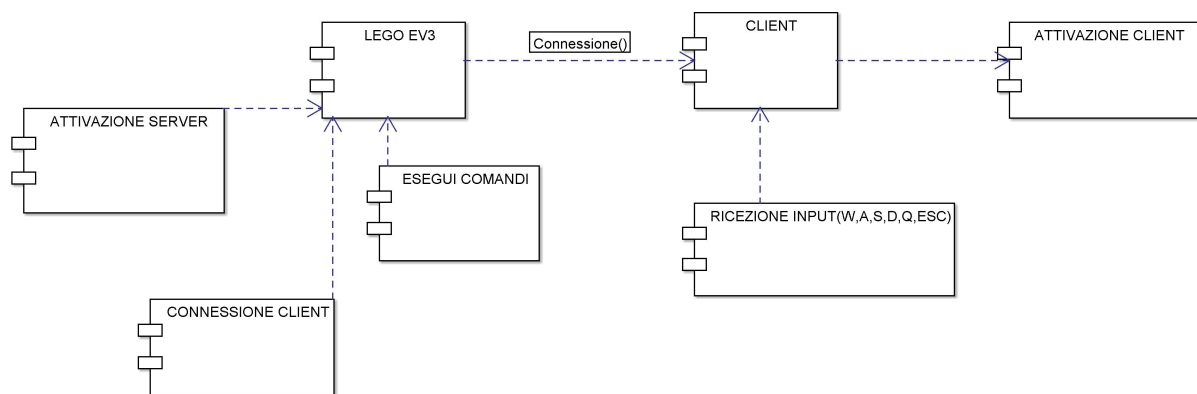 LEGO EV3
Connessione()
CLIENT
ATTIVAZIONE CLIENT
ATTIVAZIONE SERVER
ESEGUI COMANDI
RICEZIONE INPUT(W,A,S,D,Q,ESC)
CONNESSIONE CLIENT